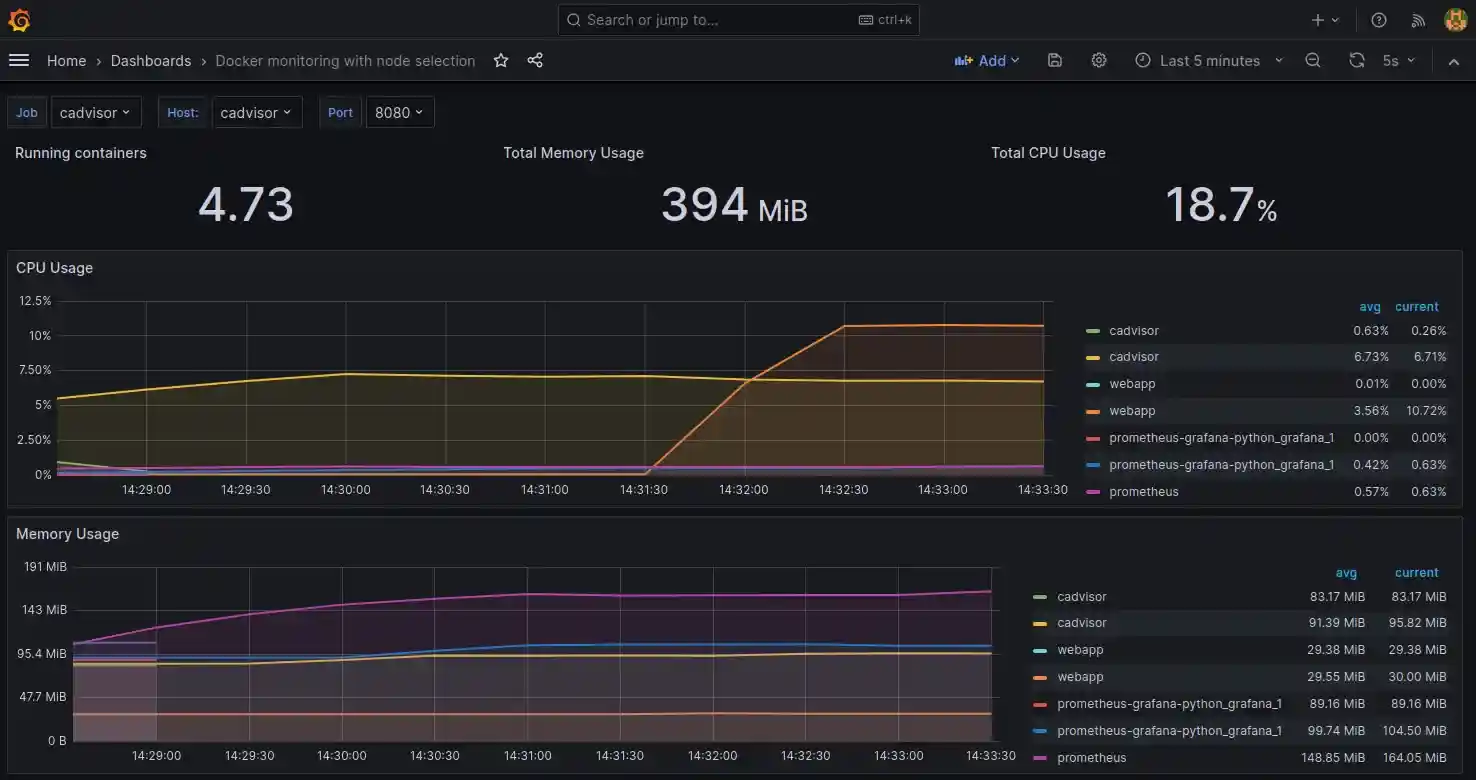 Search or jump to... ctrl+k
Home › Dashboards › Docker monitoring with node selection Add Last 5 minutes 5s
Job cadvisor Host: cadvisor Port 8080
Running containers Total Memory Usage Total CPU Usage
4.73 394 MiB 18.7%
CPU Usage
12.5%
10%
7.50%
5%
2.50%
0%
14:29:00 14:29:30 14:30:00 14:30:30 14:31:00 14:31:30 14:32:00 14:32:30 14:33:00 14:33:30
avg current
cadvisor 0.63% 0.26%
cadvisor 6.73% 6.71%
webapp 0.01% 0.00%
webapp 3.56% 10.72%
prometheus-grafana-python_grafana_1 0.00% 0.00%
prometheus-grafana-python_grafana_1 0.42% 0.63%
prometheus 0.57% 0.63%
Memory Usage
191 MiB
143 MiB
95.4 MiB
47.7 MiB
0 B
14:29:00 14:29:30 14:30:00 14:30:30 14:31:00 14:31:30 14:32:00 14:32:30 14:33:00 14:33:30
avg current
cadvisor 83.17 MiB 83.17 MiB
cadvisor 91.39 MiB 95.82 MiB
webapp 29.38 MiB 29.38 MiB
webapp 29.55 MiB 30.00 MiB
prometheus-grafana-python_grafana_1 89.16 MiB 89.16 MiB
prometheus-grafana-python_grafana_1 99.74 MiB 104.50 MiB
prometheus 148.85 MiB 164.05 MiB